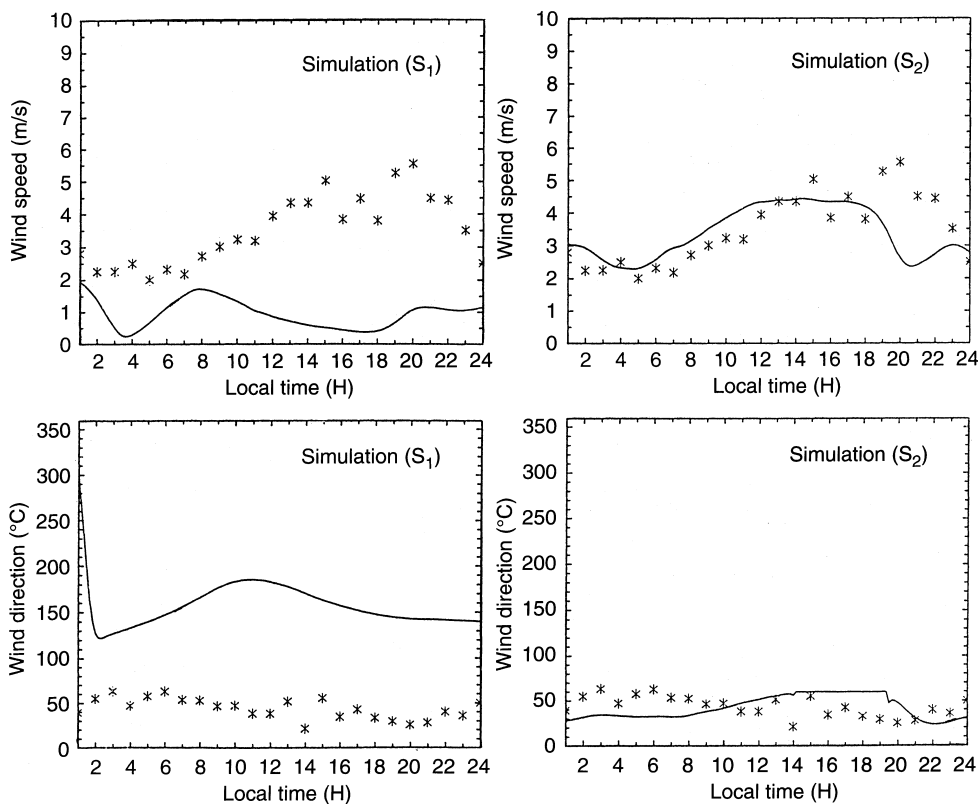 10
9
8
7
6
5
4
3
2
1
0
Wind speed (m/s)
Simulation (S1)
2 4 6 8 10 12 14 16 18 20 22 24
Local time (H)
10
9
8
7
6
5
4
3
2
1
0
Wind speed (m/s)
Simulation (S2)
2 4 6 8 10 12 14 16 18 20 22 24
Local time (H)
350
300
250
200
150
100
50
0
Wind direction (°C)
Simulation (S1)
2 4 6 8 10 12 14 16 18 20 22 24
Local time (H)
350
300
250
200
150
100
50
0
Wind direction (°C)
Simulation (S2)
2 4 6 8 10 12 14 16 18 20 22 24
Local time (H)